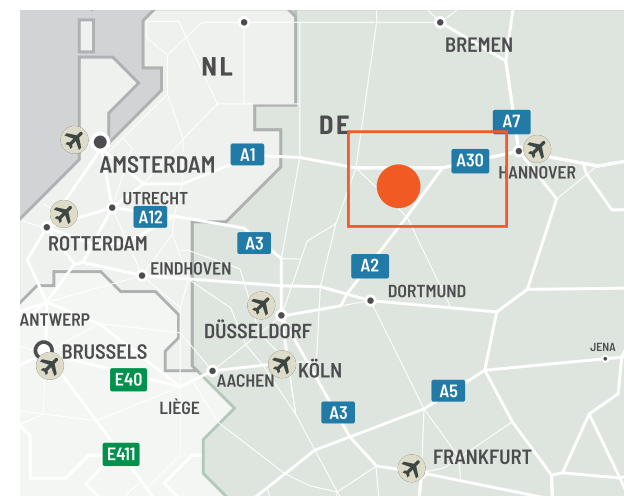 BREMEN
NL
DE
A7
A1
A30
AMSTERDAM
HANNOVER
UTRECHT
A12
ROTTERDAM
A3
EINDHOVEN
A2
DORTMUND
ANTWERP
DÜSSELDORF
BRUSSELS
JENA
KÖLN
E40
AACHEN
A5
LIÈGE
A3
E411
FRANKFURT